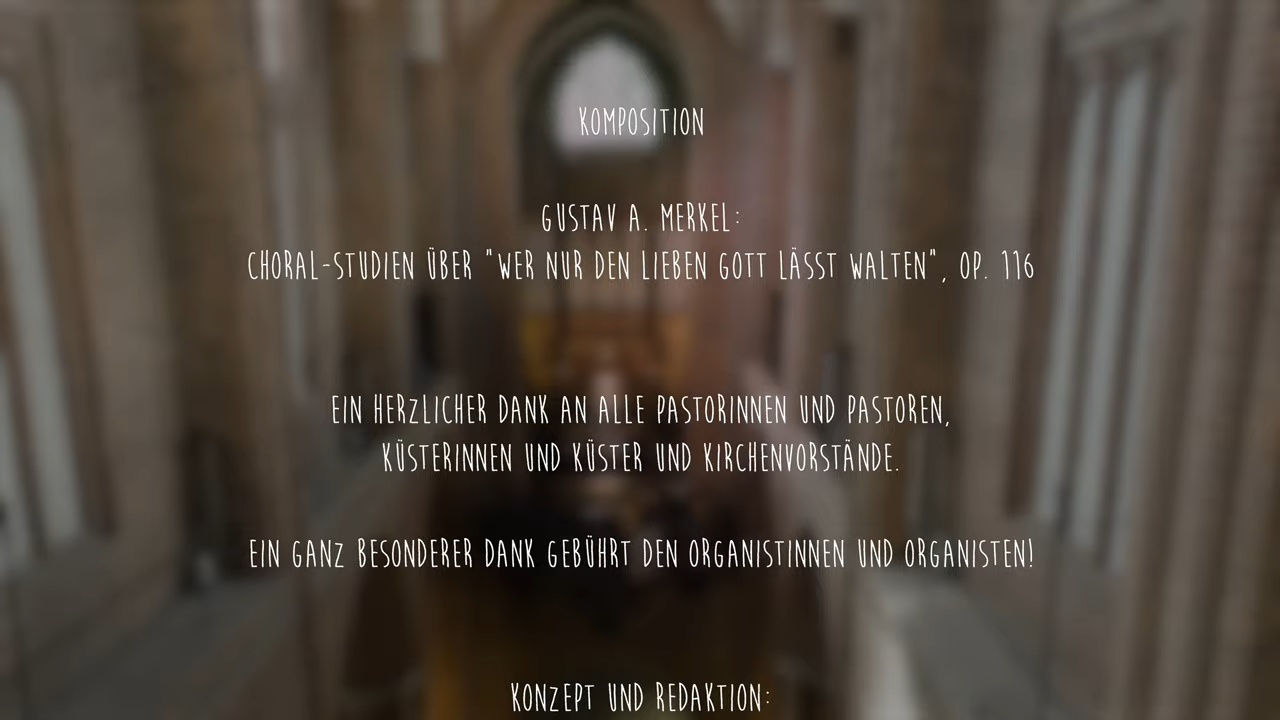 KOMPOSITION
GUSTAV A. MERKEL:
CHORAL-STUDIEN ÜBER "WER NUR DEN LIEBEN GOTT LÄSST WALTEN", OP. 116
EIN HERZLICHER DANK AN ALLE PASTORINNEN UND PASTOREN,
KÜSTERINNEN UND KÜSTER UND KIRCHENVORSTÄNDE.
EIN GANZ BESONDERER DANK GEBÜHRT DEN ORGANISTINNEN UND ORGANISTEN!
KONZEPT UND REDAKTION: